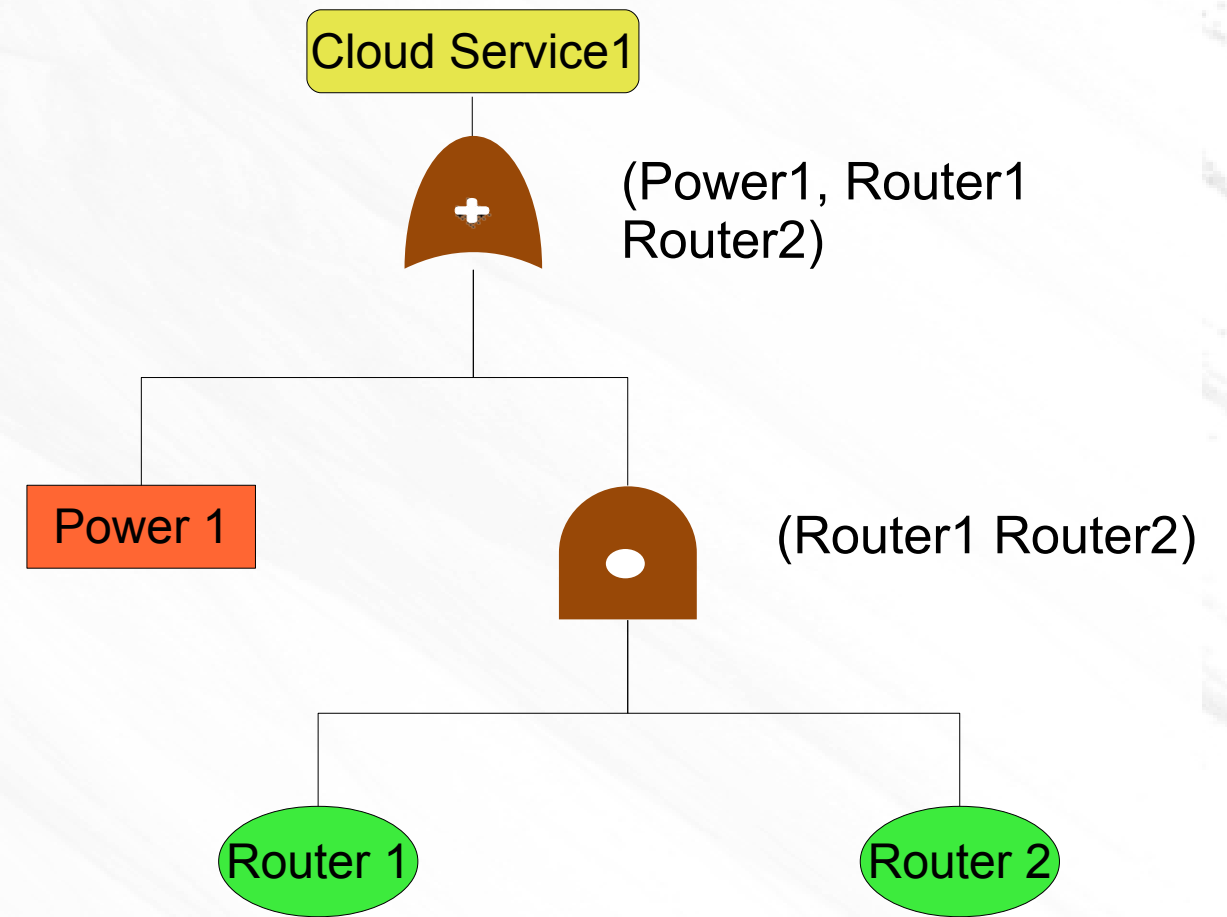 Cloud Service1
(Power1, Router1
Router2)
Power 1
(Router1 Router2)
Router 1
Router 2